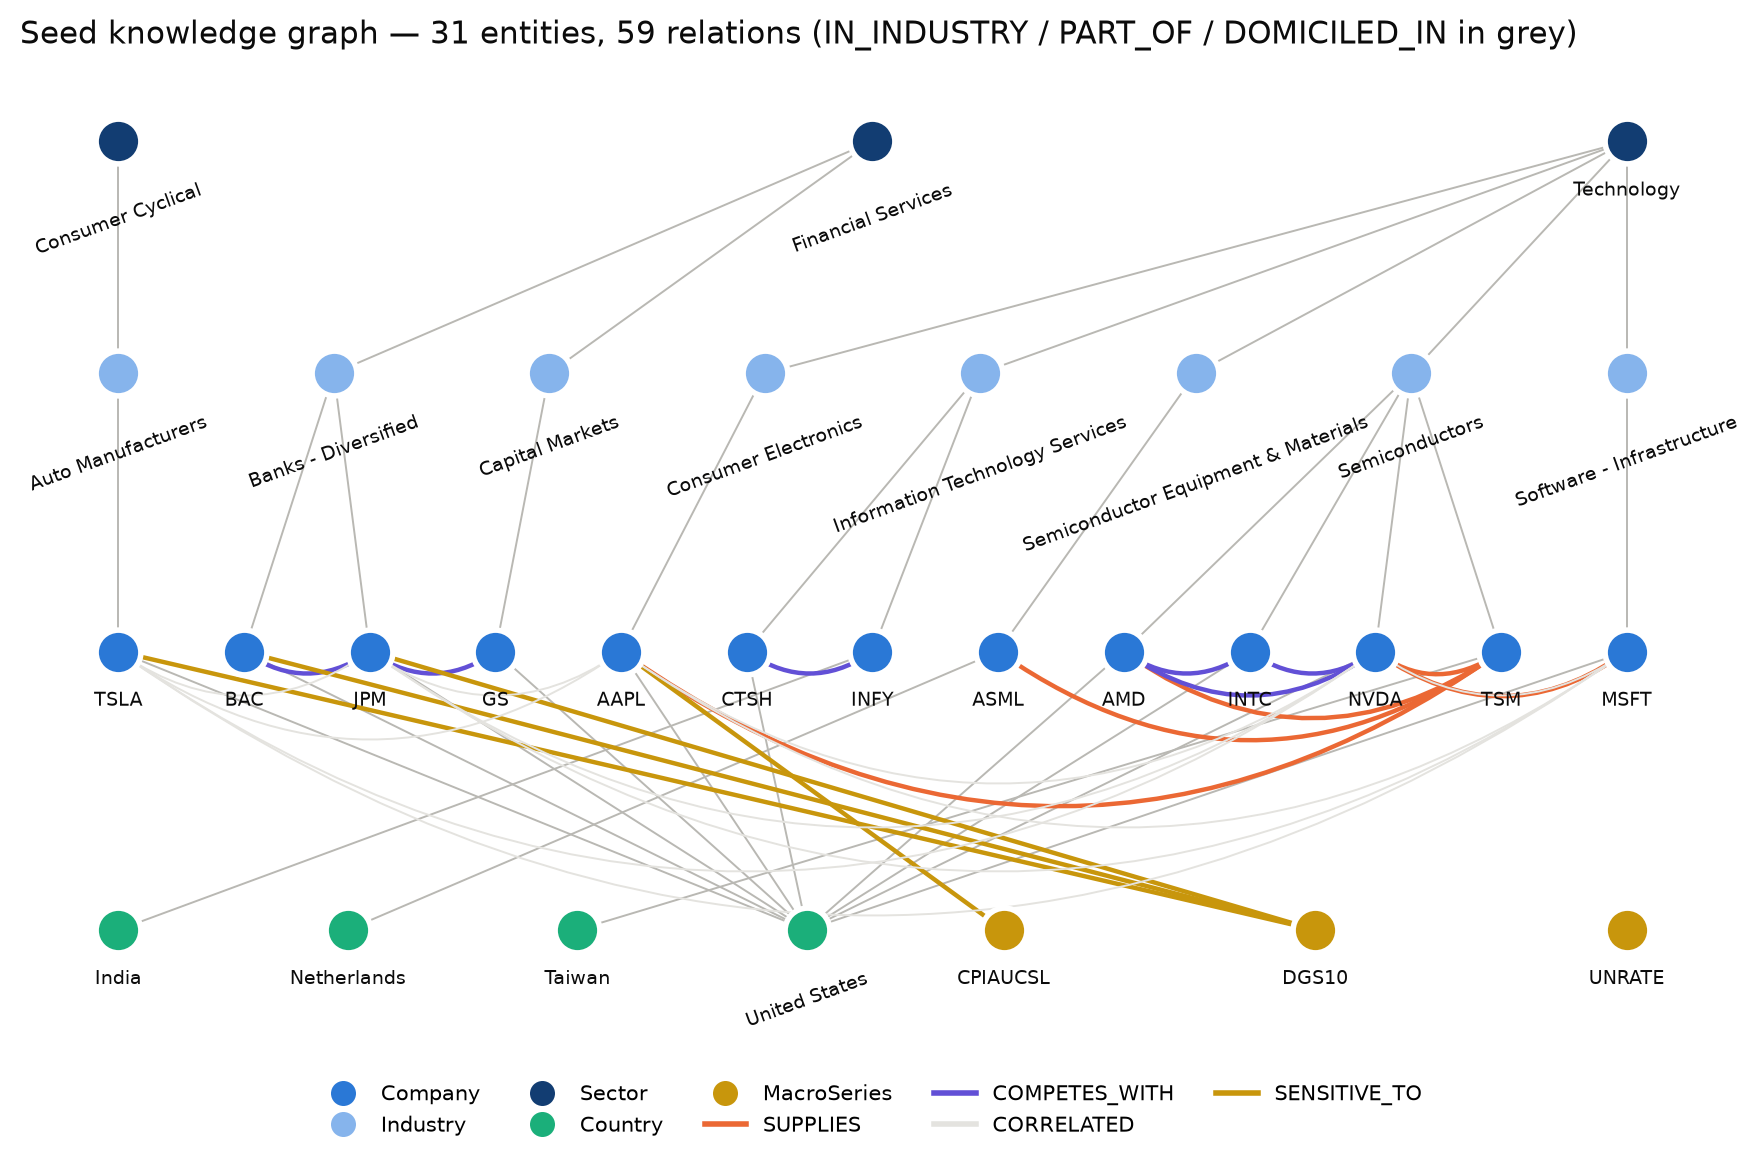 Seed knowledge graph — 31 entities, 59 relations (IN_INDUSTRY / PART_OF / DOMICILED_IN in grey)
Consumer Cyclical
Financial Services
Technology
Auto Manufacturers
Banks - Diversified
Capital Markets
Consumer Electronics
Information Technology Services
Semiconductor Equipment & Materials
Semiconductors
Software - Infrastructure
TSLA
BAC
JPM
GS
AAPL
CTSH
INFY
ASML
AMD
INTC
NVDA
TSM
MSFT
India
Netherlands
Taiwan
United States
CPIAUCSL
DGS10
UNRATE
Company
Industry
Sector
Country
MacroSeries
SUPPLIES
COMPETES_WITH
CORRELATED
SENSITIVE_TO